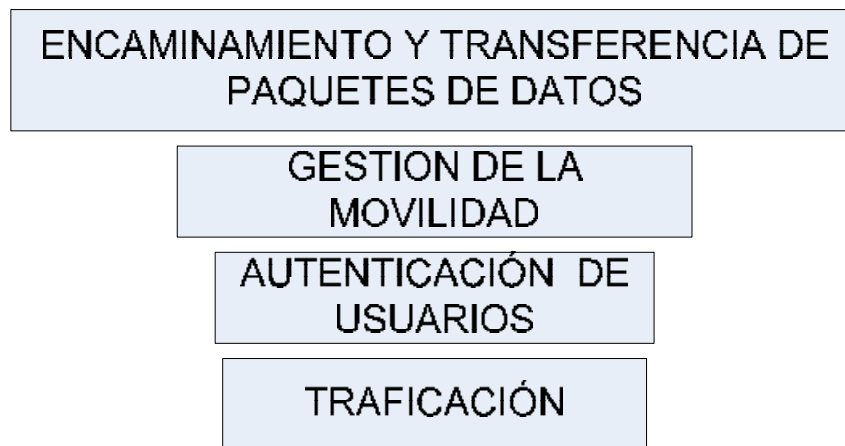 ENCAMINAMIENTO Y TRANSFERENCIA DE
PAQUETES DE DATOS
GESTION DE LA
MOVILIDAD
AUTENTICACIÓN DE
USUARIOS
TRAFICACIÓN